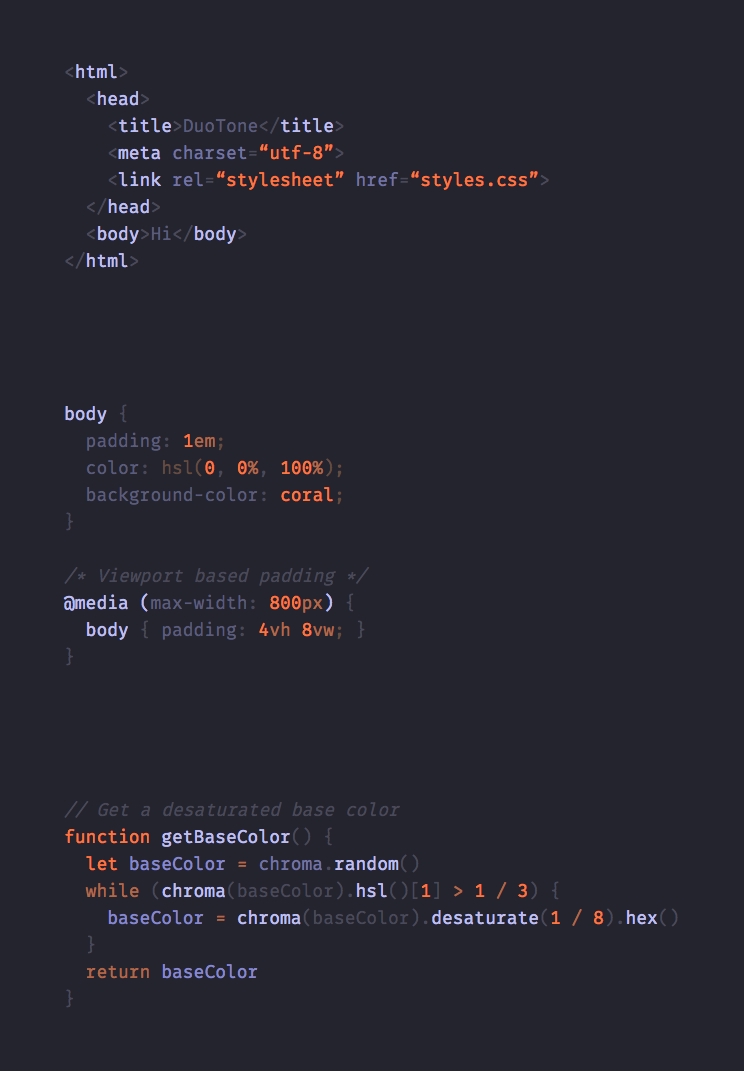 <html>
  <head>
    <title>DuoTone</title>
    <meta charset=“utf-8”>
    <link rel=“stylesheet” href=“styles.css”>
  </head>
  <body>Hi</body>
</html>
body {
  padding: 1em;
  color: hsl(0, 0%, 100%);
  background-color: coral;
}
/* Viewport based padding */
@media (max-width: 800px) {
  body { padding: 4vh 8vw; }
}
// Get a desaturated base color
function getBaseColor() {
  let baseColor = chroma.random()
  while (chroma(baseColor).hsl()[1] > 1 / 3) {
    baseColor = chroma(baseColor).desaturate(1 / 8).hex()
  }
  return baseColor
}